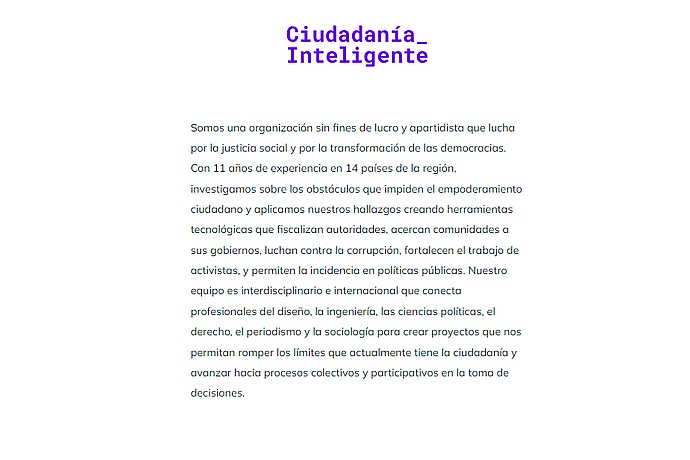 Ciudadanía_
Inteligente
Somos una organización sin fines de lucro y apartidista que lucha
por la justicia social y por la transformación de las democracias.
Con 11 años de experiencia en 14 países de la región,
investigamos sobre los obstáculos que impiden el empoderamiento
ciudadano y aplicamos nuestros hallazgos creando herramientas
tecnológicas que fiscalizan autoridades, acercan comunidades a
sus gobiernos, luchan contra la corrupción, fortalecen el trabajo de
activistas, y permiten la incidencia en políticas públicas. Nuestro
equipo es interdisciplinario e internacional que conecta
profesionales del diseño, la ingeniería, las ciencias políticas, el
derecho, el periodismo y la sociología para crear proyectos que nos
permitan romper los límites que actualmente tiene la ciudadanía y
avanzar hacia procesos colectivos y participativos en la toma de
decisiones.